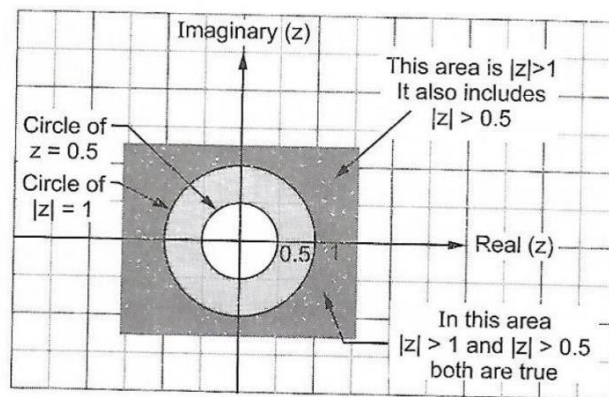 Imaginary (z)
This area is |z|>1
It also includes
|z| > 0.5
Circle of
z = 0.5
Circle of
|z| = 1
0.5
1
Real (z)
In this area
|z| > 1 and |z| > 0.5
both are true